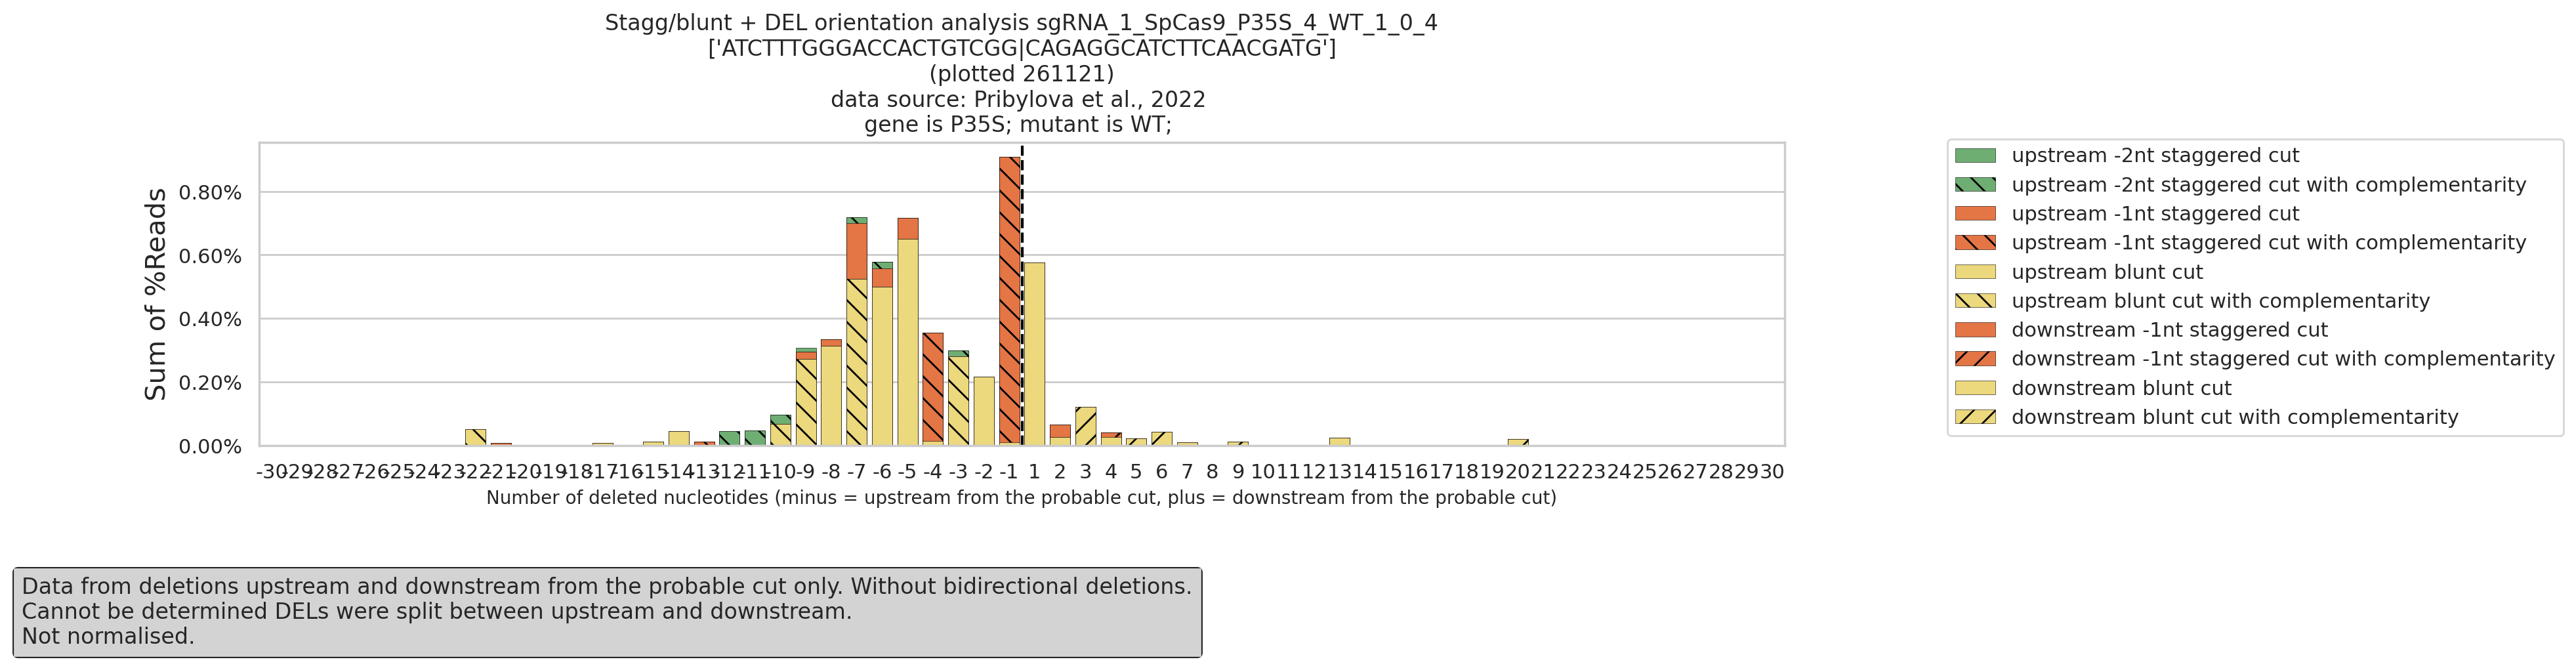 Stagg/blunt + DEL orientation analysis sgRNA_1_SpCas9_P35S_4_WT_1_0_4
['ATCTTTGGGACCACTGTCGG|CAGAGGCATCTTCAACGATG']
(plotted 261121)
data source: Pribylova et al., 2022
gene is P35S; mutant is WT;
Sum of %Reads
0.80%
0.60%
0.40%
0.20%
0.00%
-30 -29 -28 -27 -26 -25 -24 -23 -22 -21 -20 -19 -18 -17 -16 -15 -14 -13 -12 -11 -10 -9 -8 -7 -6 -5 -4 -3 -2 -1 1 2 3 4 5 6 7 8 9 10 11 12 13 14 15 16 17 18 19 20 21 22 23 24 25 26 27 28 29 30
Number of deleted nucleotides (minus = upstream from the probable cut, plus = downstream from the probable cut)
upstream -2nt staggered cut
upstream -2nt staggered cut with complementarity
upstream -1nt staggered cut
upstream -1nt staggered cut with complementarity
upstream blunt cut
upstream blunt cut with complementarity
downstream -1nt staggered cut
downstream -1nt staggered cut with complementarity
downstream blunt cut
downstream blunt cut with complementarity
Data from deletions upstream and downstream from the probable cut only. Without bidirectional deletions.
Cannot be determined DELs were split between upstream and downstream.
Not normalised.